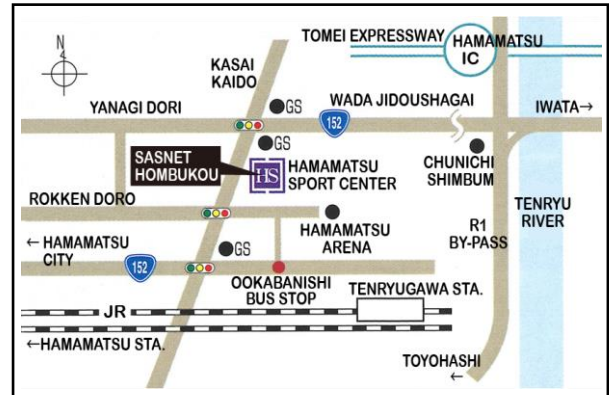 TOMEI EXPRESSWAY
HAMAMATSU
IC
N
KASAI
KAIDO
GS
YANAGI DORI
WADA JIDOUSHAGAI
IWATA→
152
GS
SASNET
HOMBUKOU
HS
HAMAMATSU
SPORT CENTER
CHUNICHI
SHIMBUM
ROKKEN DORO
HAMAMATSU
ARENA
R1
BY-PASS
TENRYU
RIVER
← HAMAMATSU
CITY
152
GS
OOKABANISHI
BUS STOP
TENRYUGAWA STA.
JR
←HAMAMATSU STA.
TOYOHASHI
←